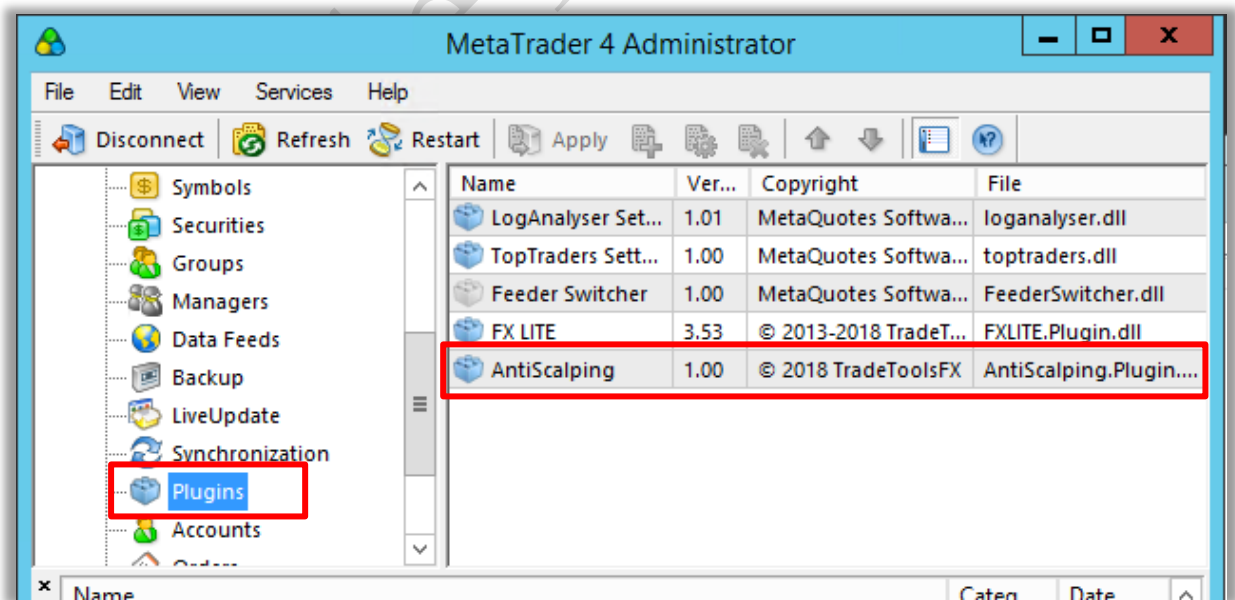 MetaTrader 4 Administrator
File Edit View Services Help
Disconnect Refresh Restart Apply
Symbols
Securities
Groups
Managers
Data Feeds
Backup
LiveUpdate
Synchronization
Plugins
Accounts
Name Ver... Copyright File
LogAnalyser Set... 1.01 MetaQuotes Softwa... loganalyser.dll
TopTraders Sett... 1.00 MetaQuotes Softwa... toptraders.dll
Feeder Switcher 1.00 MetaQuotes Softwa... FeederSwitcher.dll
FX LITE 3.53 © 2013-2018 TradeT... FXLITE.Plugin.dll
AntiScalping 1.00 © 2018 TradeToolsFX AntiScalping.Plugin....
Name Categ Date